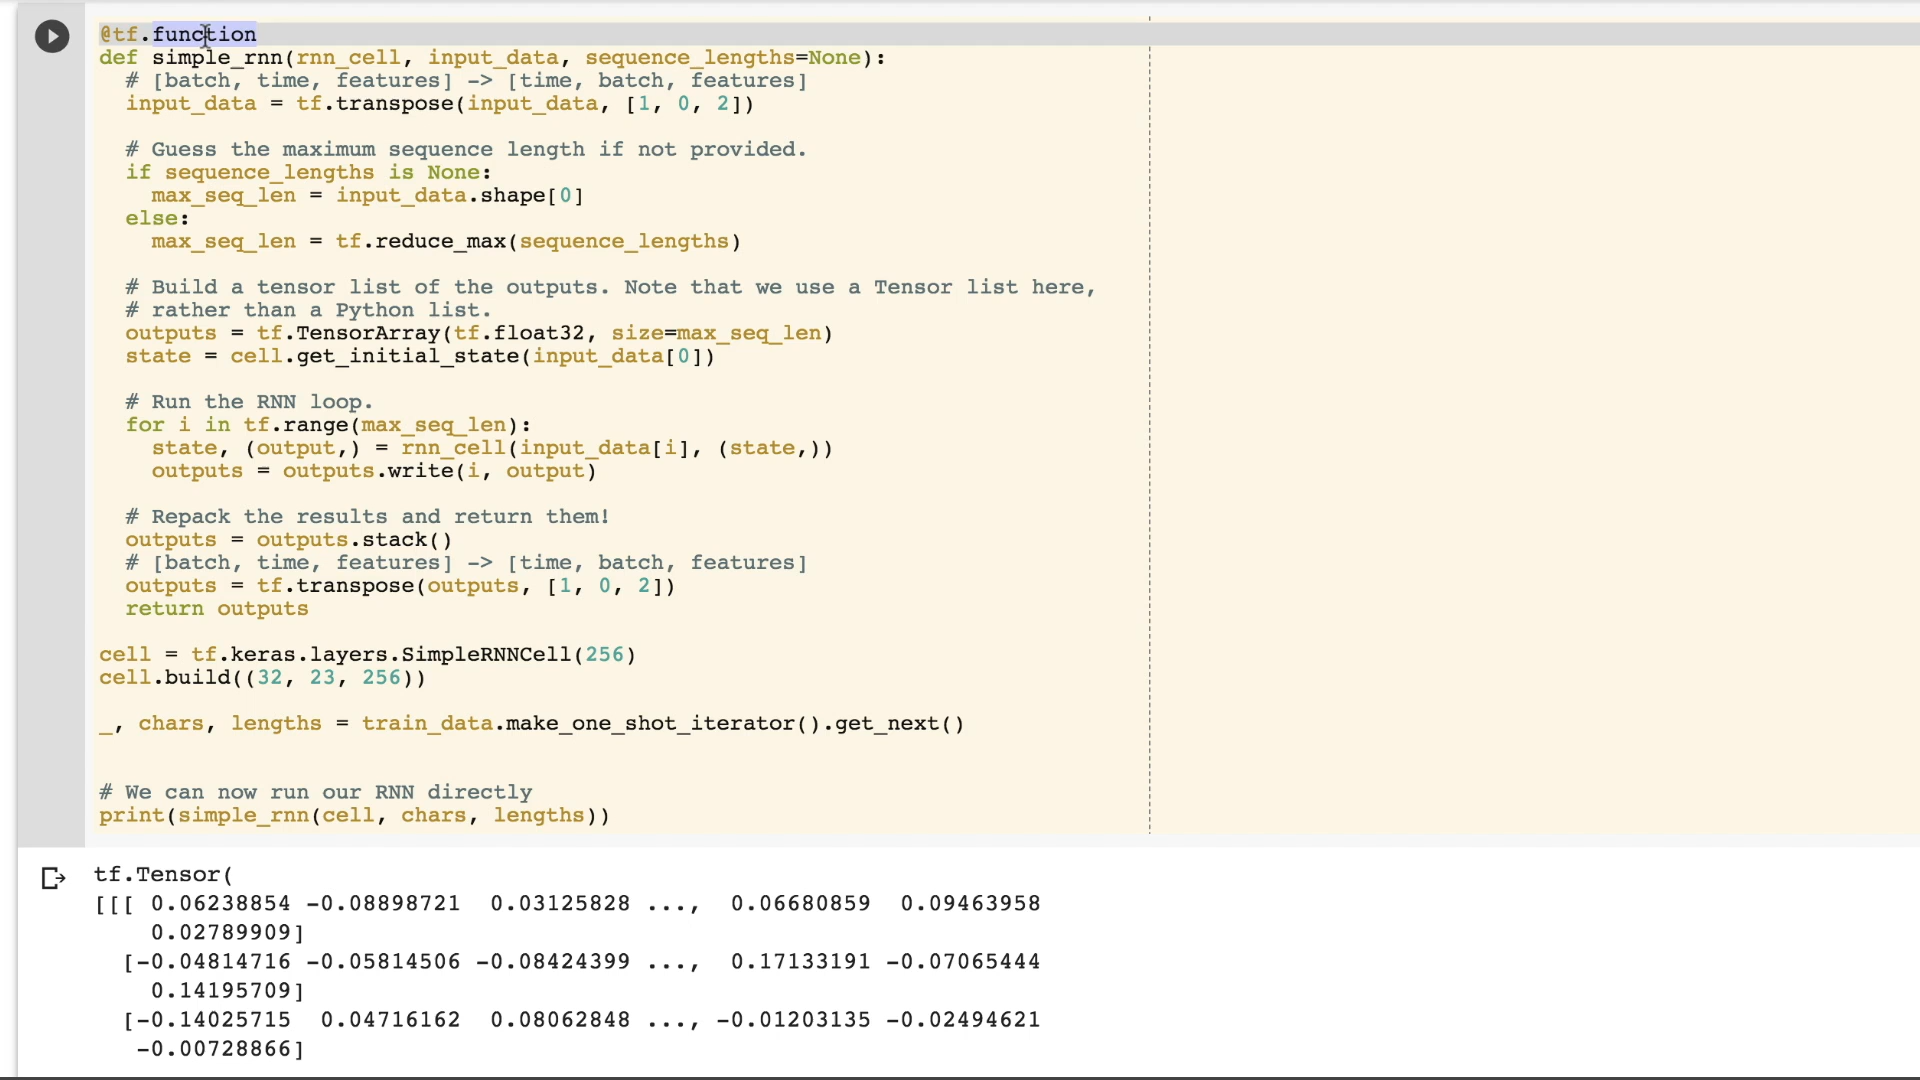 @tf.function
def simple_rnn(rnn_cell, input_data, sequence_lengths=None):
  # [batch, time, features] -> [time, batch, features]
  input_data = tf.transpose(input_data, [1, 0, 2])

  # Guess the maximum sequence length if not provided.
  if sequence_lengths is None:
    max_seq_len = input_data.shape[0]
  else:
    max_seq_len = tf.reduce_max(sequence_lengths)

  # Build a tensor list of the outputs. Note that we use a Tensor list here,
  # rather than a Python list.
  outputs = tf.TensorArray(tf.float32, size=max_seq_len)
  state = cell.get_initial_state(input_data[0])

  # Run the RNN loop.
  for i in tf.range(max_seq_len):
    state, (output,) = rnn_cell(input_data[i], (state,))
    outputs = outputs.write(i, output)

  # Repack the results and return them!
  outputs = outputs.stack()
  # [batch, time, features] -> [time, batch, features]
  outputs = tf.transpose(outputs, [1, 0, 2])
  return outputs

cell = tf.keras.layers.SimpleRNNCell(256)
cell.build((32, 23, 256))

_, chars, lengths = train_data.make_one_shot_iterator().get_next()

# We can now run our RNN directly
print(simple_rnn(cell, chars, lengths))
tf.Tensor(
[[[ 0.06238854 -0.08898721  0.03125828 ...,  0.06680859  0.09463958
    0.02789909]
  [-0.04814716 -0.05814506 -0.08424399 ...,  0.17133191 -0.07065444
    0.14195709]
  [-0.14025715  0.04716162  0.08062848 ..., -0.01203135 -0.02494621
   -0.00728866]